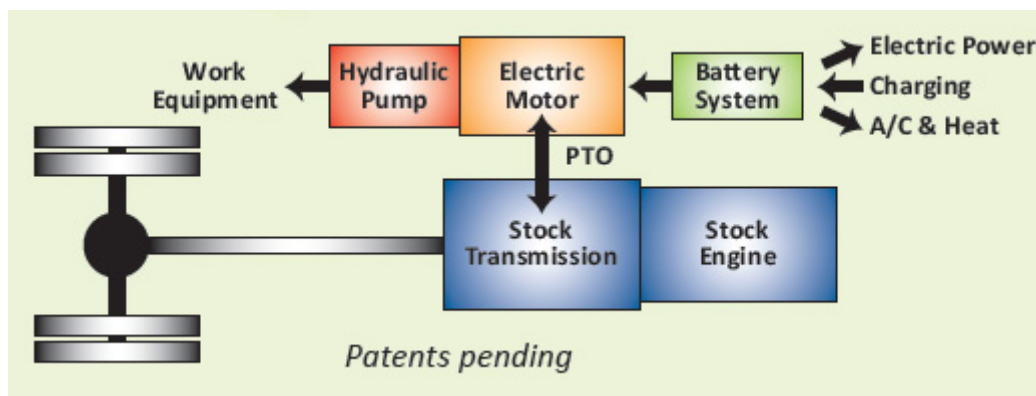 Work
Equipment
Hydraulic
Pump
Electric
Motor
Battery
System
Electric Power
Charging
A/C & Heat
PTO
Stock
Transmission
Stock
Engine
Patents pending